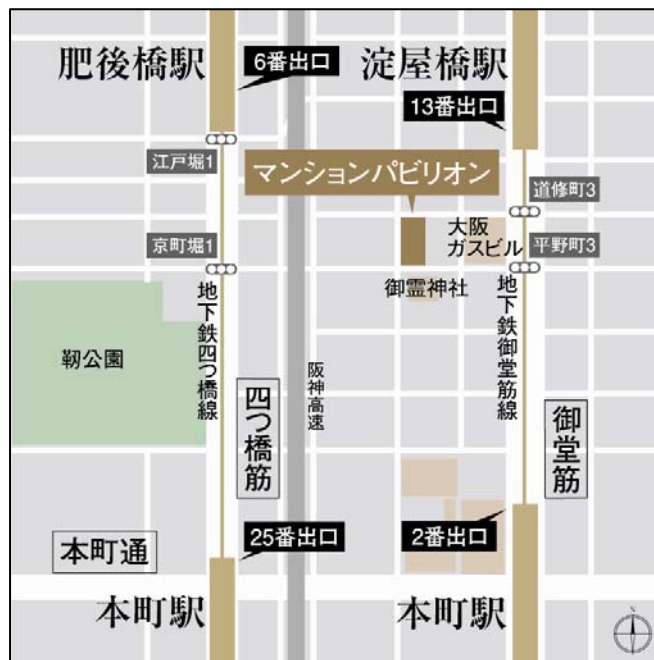 肥後橋駅
6番出口
淀屋橋駅
13番出口
江戸堀1
マンションパビリオン
道修町3
京町堀1
大阪
ガスビル
平野町3
御霊神社
地下鉄四つ橋線
地下鉄御堂筋線
靭公園
阪神高速
四つ橋筋
御堂筋
本町通
25番出口
2番出口
本町駅
本町駅
N